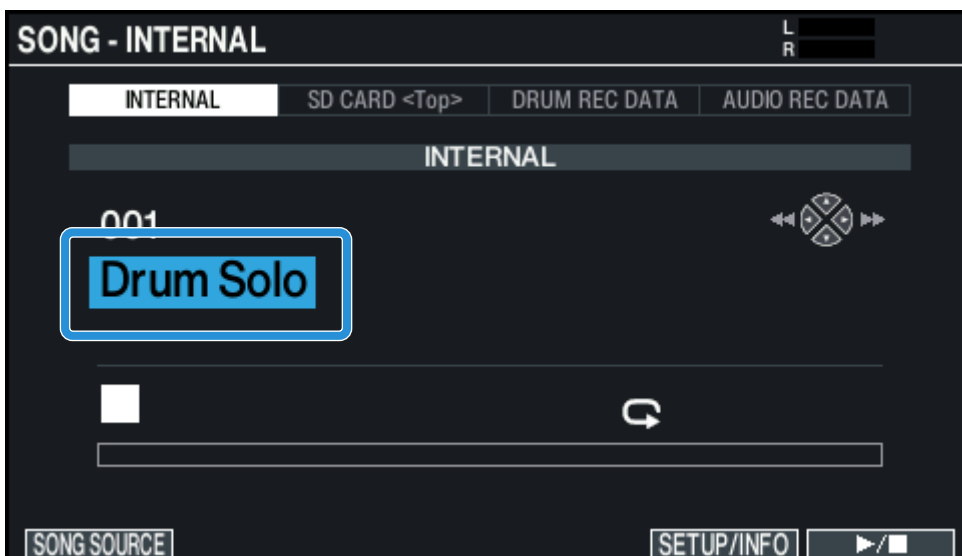 SONG - INTERNAL
L
R
INTERNAL SD CARD <Top> DRUM REC DATA AUDIO REC DATA
INTERNAL
001
Drum Solo
SONG SOURCE SETUP/INFO